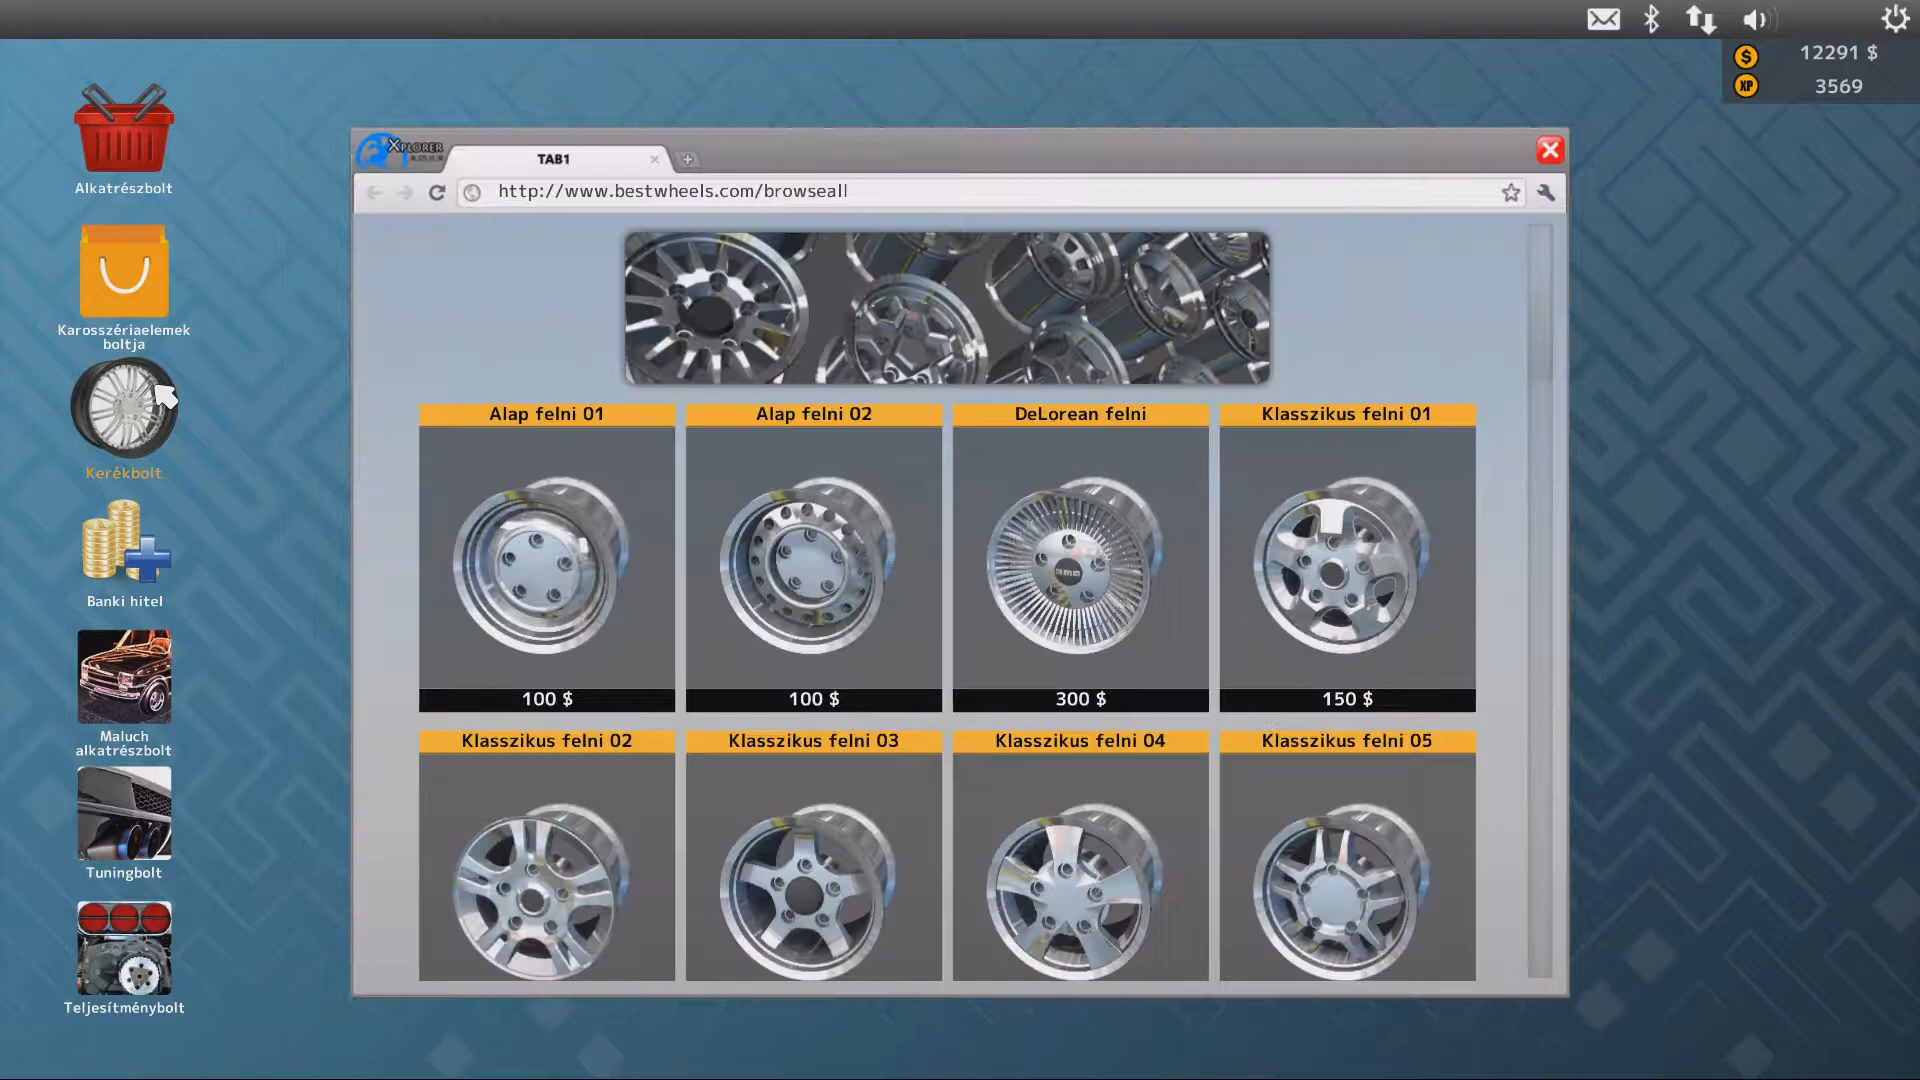 12291 $
XP
3569
Alkatrészbolt
Karosszériaelemek
boltja
Kerékbolt
Banki hitel
Maluch
alkatrészbolt
Tuningbolt
Teljesítménybolt
XPLORER
TAB1
http://www.bestwheels.com/browseall
Alap felni 01
Alap felni 02
DeLorean felni
Klasszikus felni 01
100 $
100 $
300 $
150 $
Klasszikus felni 02
Klasszikus felni 03
Klasszikus felni 04
Klasszikus felni 05